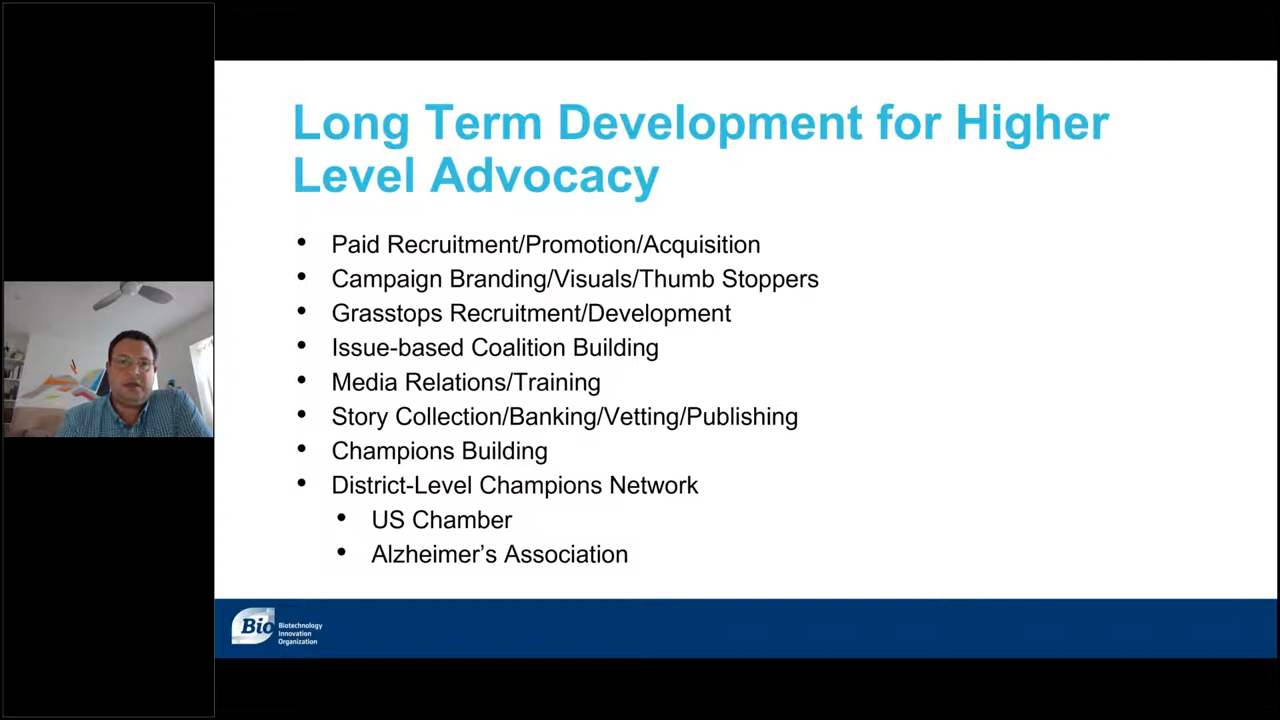 Long Term Development for Higher
Level Advocacy
• Paid Recruitment/Promotion/Acquisition
• Campaign Branding/Visuals/Thumb Stoppers
• Grasstops Recruitment/Development
• Issue-based Coalition Building
• Media Relations/Training
• Story Collection/Banking/Vetting/Publishing
• Champions Building
• District-Level Champions Network
• US Chamber
• Alzheimer’s Association
Bio
Biotechnology
Innovation
Organization